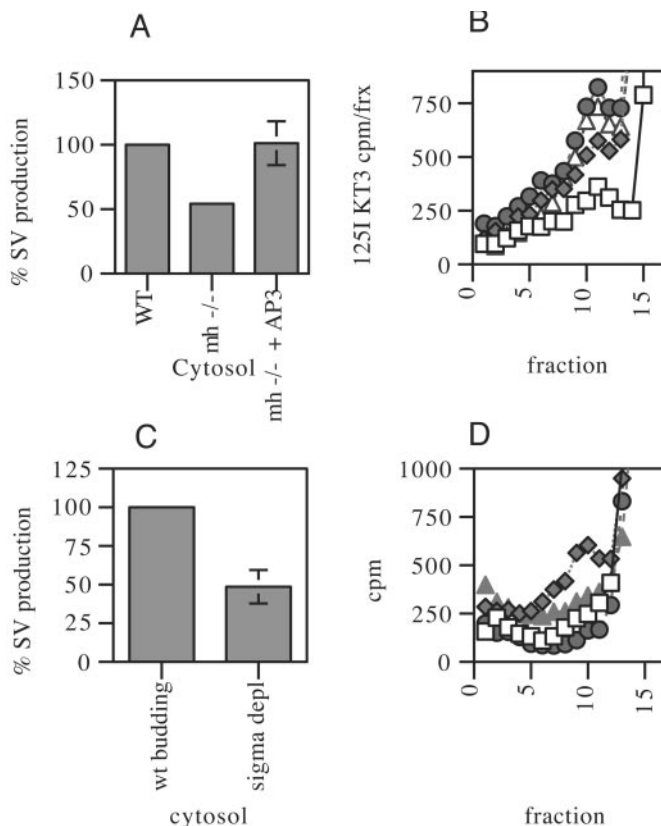 A
150
100
50
0
% SV production
WT
mh -/-
mh -/- + AP3
Cytosol
B
750
500
250
0
125I KT3 cpm/frx
0
5
10
15
fraction
C
125
100
75
50
25
0
% SV production
wt budding
sigma depl
cytosol
D
1000
750
500
250
0
cpm
0
5
10
15
fraction